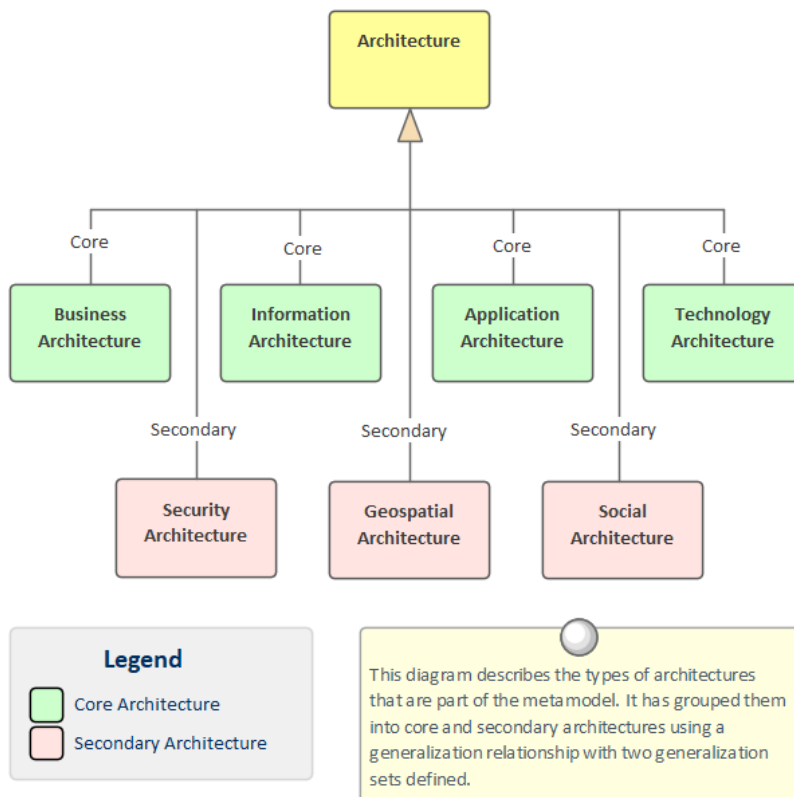 Architecture
Core
Core
Core
Core
Business
Architecture
Information
Architecture
Application
Architecture
Technology
Architecture
Secondary
Secondary
Secondary
Security
Architecture
Geospatial
Architecture
Social
Architecture
Legend
Core Architecture
Secondary Architecture
This diagram describes the types of architectures
that are part of the metamodel. It has grouped them
into core and secondary architectures using a
generalization relationship with two generalization
sets defined.